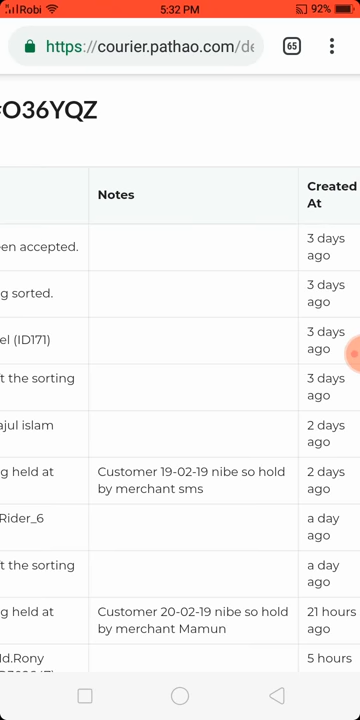 Robi 5:32 PM 92%
https://courier.pathao.com/de 65
#O36YQZ
Notes Created
At
en accepted. 3 days
ago
g sorted. 3 days
ago
el (ID171) 3 days
ago
t the sorting 3 days
ago
ajul islam 2 days
ago
g held at Customer 19-02-19 nibe so hold 2 days
by merchant sms ago
Rider_6 a day
ago
t the sorting a day
ago
g held at Customer 20-02-19 nibe so hold 21 hours
by merchant Mamun ago
Md.Rony 5 hours